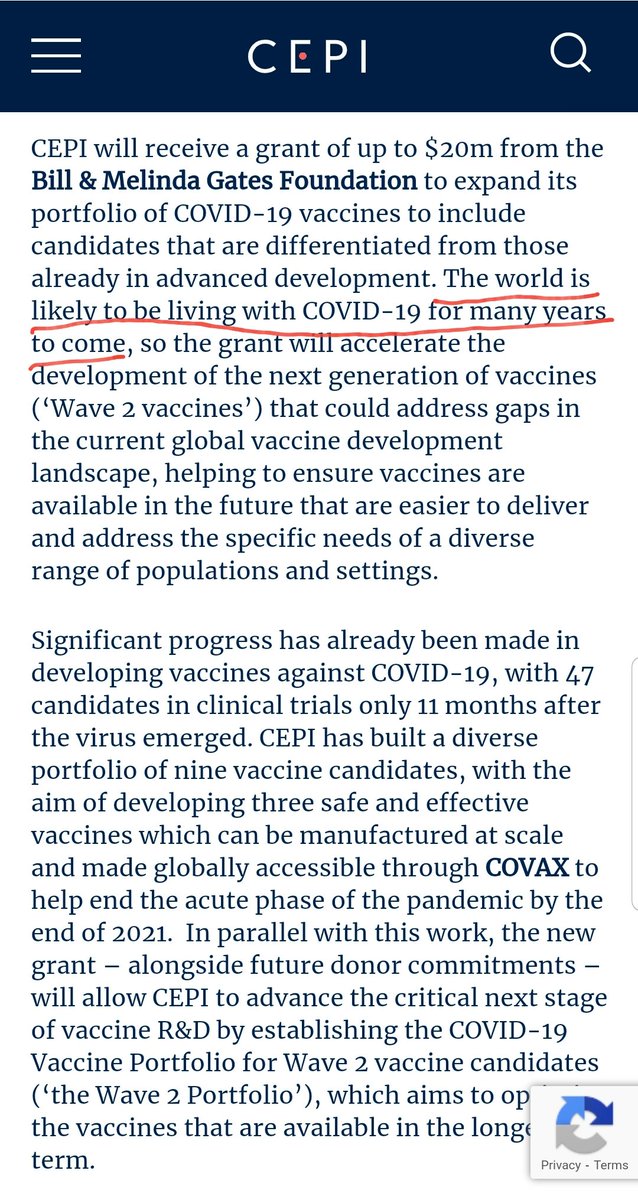 CEPI
CEPI will receive a grant of up to $20m from the
Bill & Melinda Gates Foundation to expand its
portfolio of COVID-19 vaccines to include
candidates that are differentiated from those
already in advanced development. The world is
likely to be living with COVID-19 for many years
to come, so the grant will accelerate the
development of the next generation of vaccines
(‘Wave 2 vaccines’) that could address gaps in
the current global vaccine development
landscape, helping to ensure vaccines are
available in the future that are easier to deliver
and address the specific needs of a diverse
range of populations and settings.
Significant progress has already been made in
developing vaccines against COVID-19, with 47
candidates in clinical trials only 11 months after
the virus emerged. CEPI has built a diverse
portfolio of nine vaccine candidates, with the
aim of developing three safe and effective
vaccines which can be manufactured at scale
and made globally accessible through COVAX to
help end the acute phase of the pandemic by the
end of 2021. In parallel with this work, the new
grant – alongside future donor commitments –
will allow CEPI to advance the critical next stage
of vaccine R&D by establishing the COVID-19
Vaccine Portfolio for Wave 2 vaccine candidates
(‘the Wave 2 Portfolio’), which aims to
the vaccines that are available in the
term.
Privacy - Terms